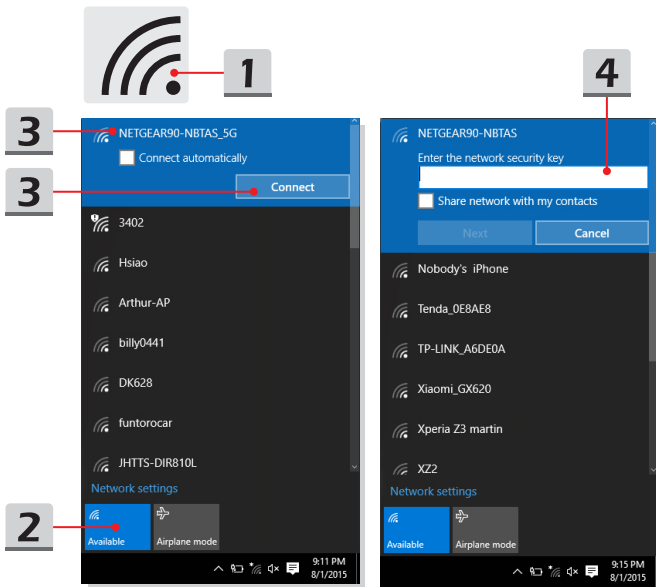 1
3
NETGEAR90-NBTAS_5G
Connect automatically
3
Connect
3402
Hsiao
Arthur-AP
billy0441
DK628
funtorocar
JHTTS-DIR810L
Network settings
2
Available
Airplane mode
9:11 PM
8/1/2015
4
NETGEAR90-NBTAS
Enter the network security key
Share network with my contacts
Next
Cancel
Nobody's iPhone
Tenda_0E8AE8
TP-LINK_A6DE0A
Xiaomi_GX620
Xperia Z3 martin
XZ2
Network settings
Available
Airplane mode
9:15 PM
8/1/2015